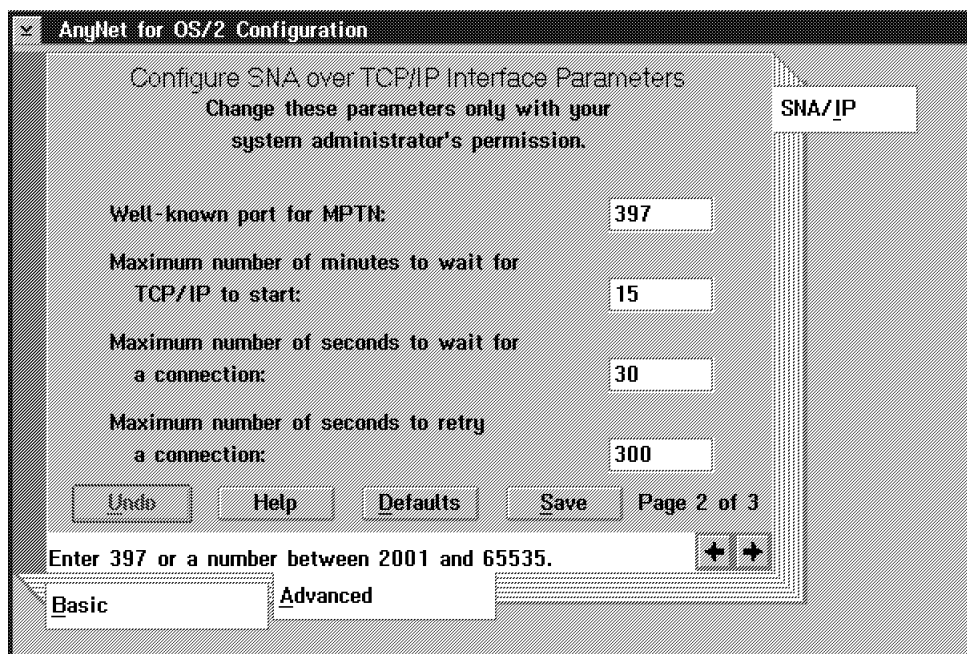 AnyNet for OS/2 Configuration
Configure SNA over TCP/IP Interface Parameters
Change these parameters only with your
system administrator's permission.
SNA/IP
Well-known port for MPTN: 397
Maximum number of minutes to wait for
TCP/IP to start: 15
Maximum number of seconds to wait for
a connection: 30
Maximum number of seconds to retry
a connection: 300
Undo Help Defaults Save Page 2 of 3
Enter 397 or a number between 2001 and 65535.
Basic Advanced